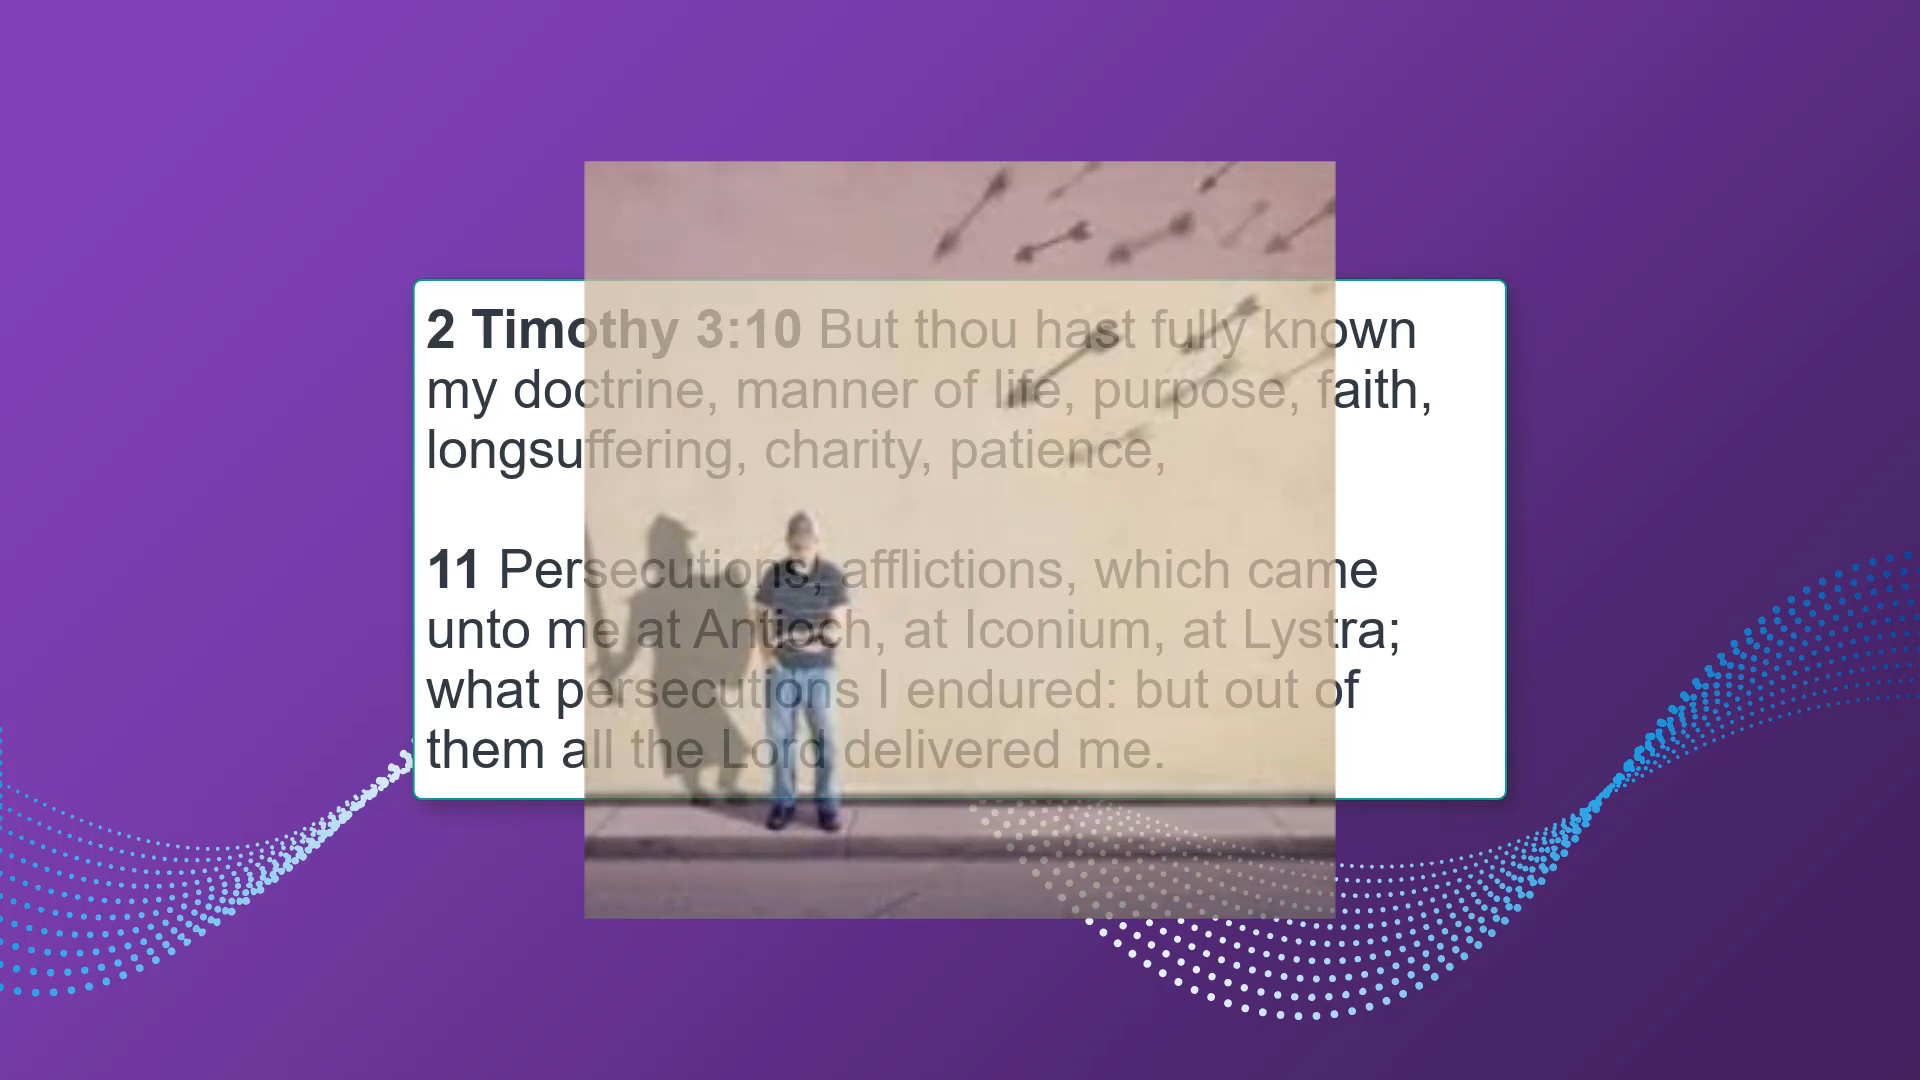 2 Timothy 3:10 But thou hast fully known
my doctrine, manner of life, purpose, faith,
longsuffering, charity, patience,
11 Persecutions, afflictions, which came
unto me at Antioch, at Iconium, at Lystra;
what persecutions I endured: but out of
them all the Lord delivered me.